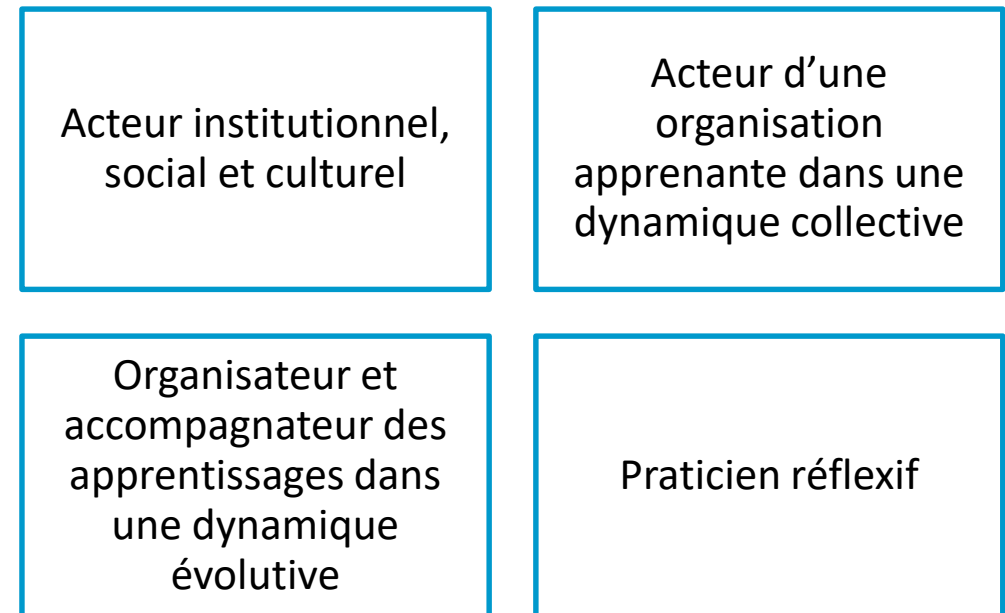 Acteur institutionnel,
social et culturel
Acteur d’une
organisation
apprenante dans une
dynamique collective
Organisateur et
accompagnateur des
apprentissages dans
une dynamique
évolutive
Praticien réflexif